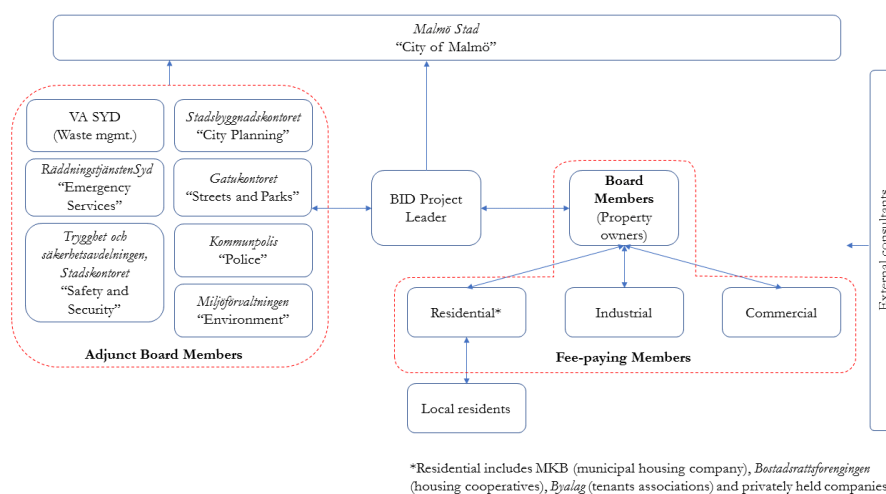 Malmö Stad
“City of Malmö”
VA SYD
(Waste mgmt.)
Stadsbyggnadskontoret
“City Planning”
RäddningstjänstenSyd
“Emergency
Services”
Gatukontoret
“Streets and Parks”
Trygghet och
säkerhetsavdelningen,
Stadskontoret
“Safety and
Security”
Kommunpolis
“Police”
Miljöförvaltningen
“Environment”
Adjunct Board Members
BID Project
Leader
Board
Members
(Property
owners)
Residential*
Industrial
Commercial
Fee-paying Members
Local residents
External consultants
*Residential includes MKB (municipal housing company), Bostadsrattsforengingen
(housing cooperatives), Byalag (tenants associations) and privately held companies